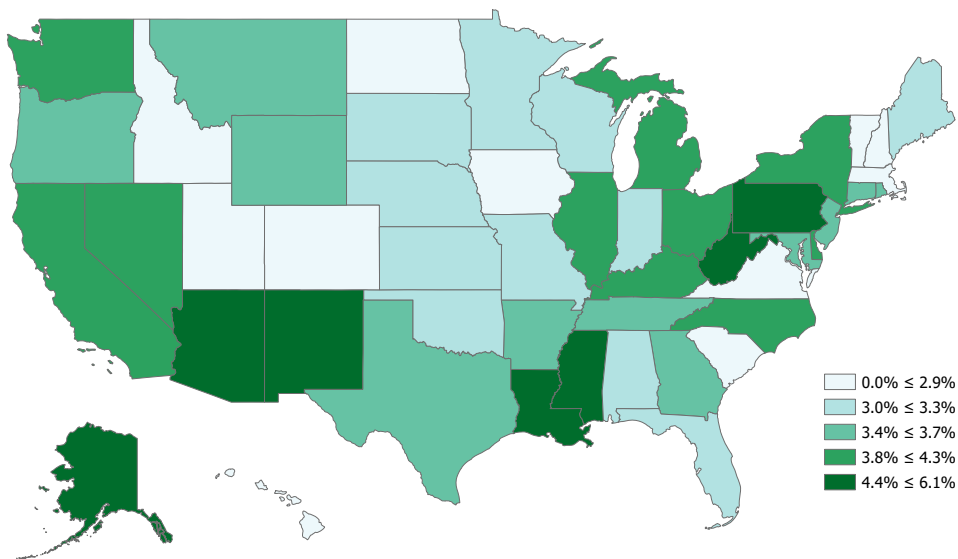 0.0% ≤ 2.9%
3.0% ≤ 3.3%
3.4% ≤ 3.7%
3.8% ≤ 4.3%
4.4% ≤ 6.1%